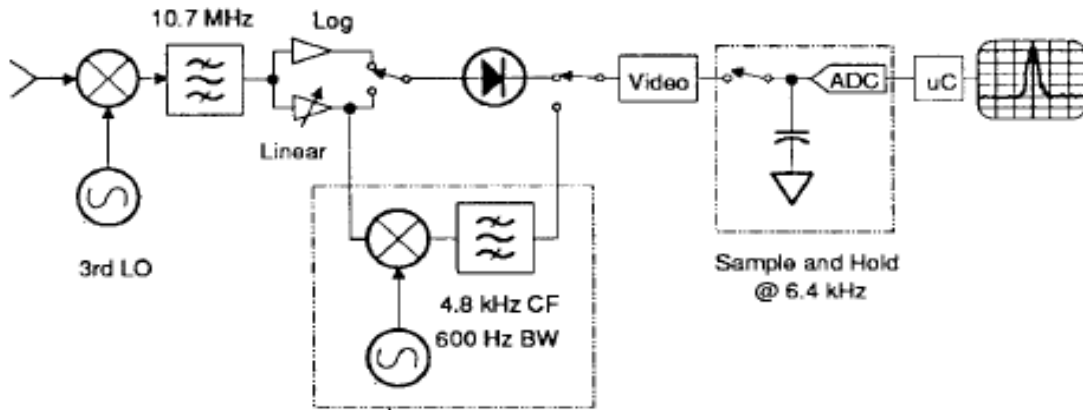 10.7 MHz
Log
Linear
3rd LO
Video
ADC
uC
4.8 kHz CF
600 Hz BW
Sample and Hold
@ 6.4 kHz